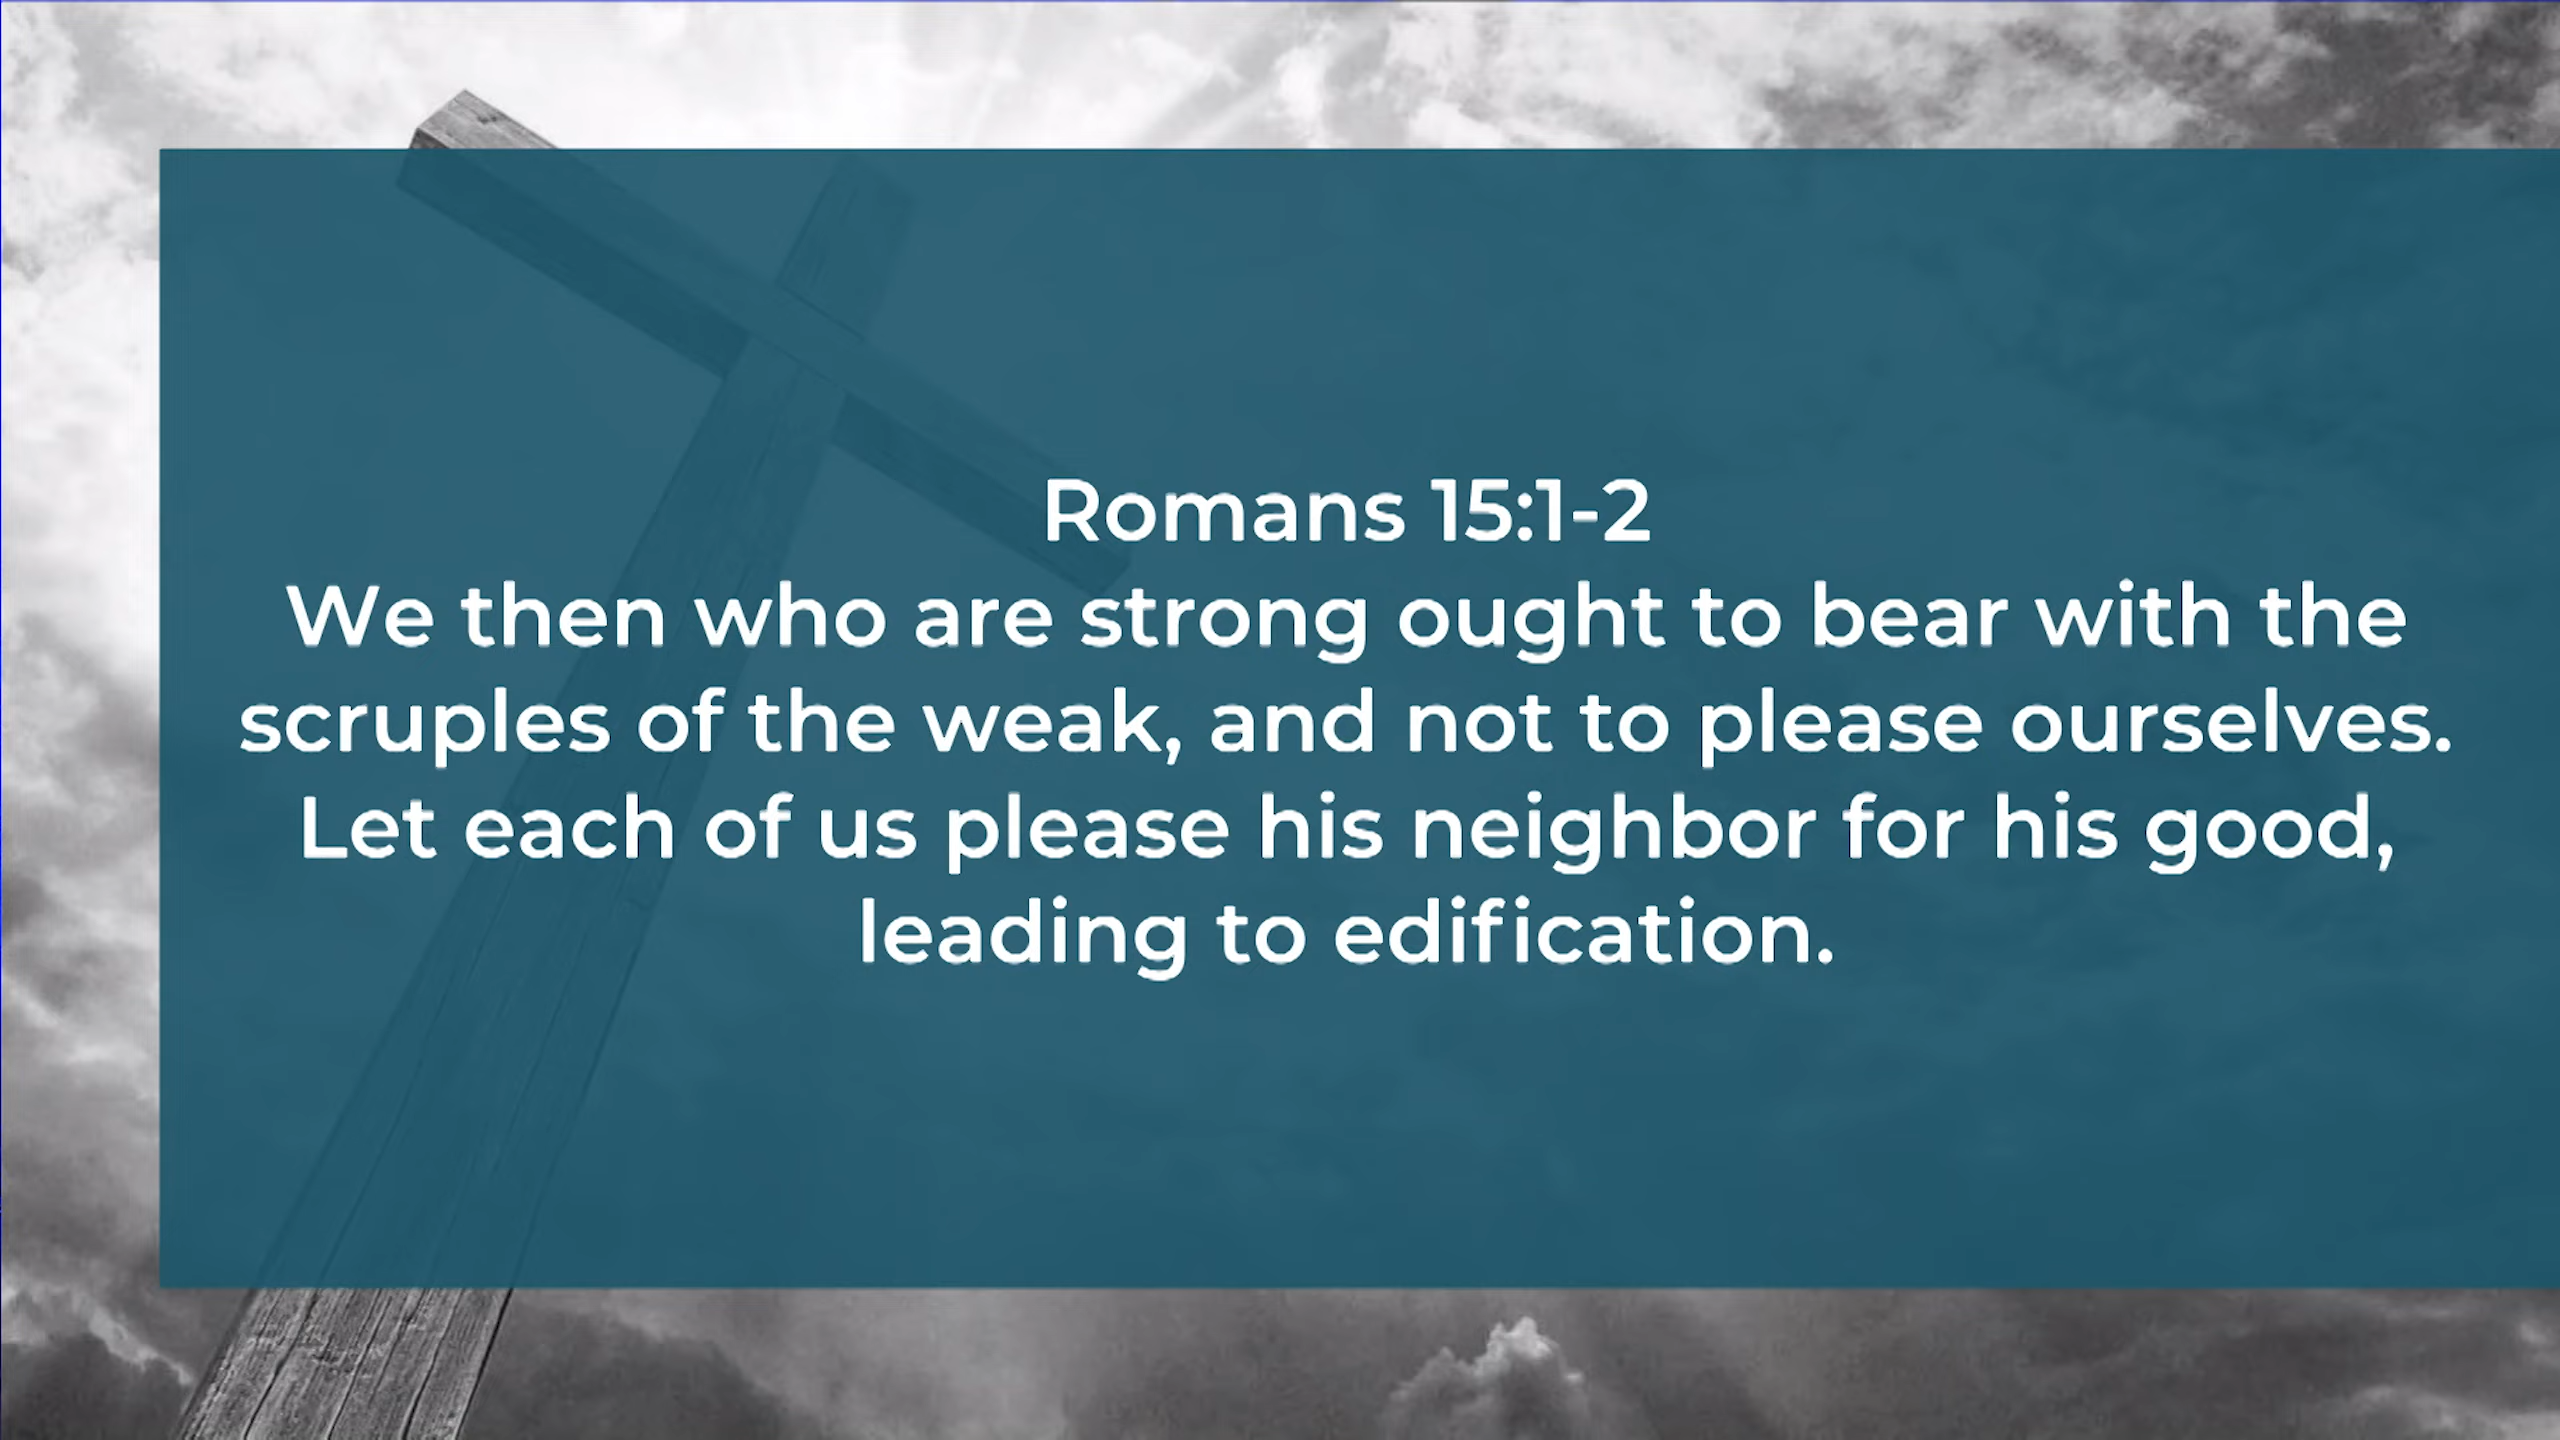 Romans 15:1-2
We then who are strong ought to bear with the
scruples of the weak, and not to please ourselves.
Let each of us please his neighbor for his good,
leading to edification.